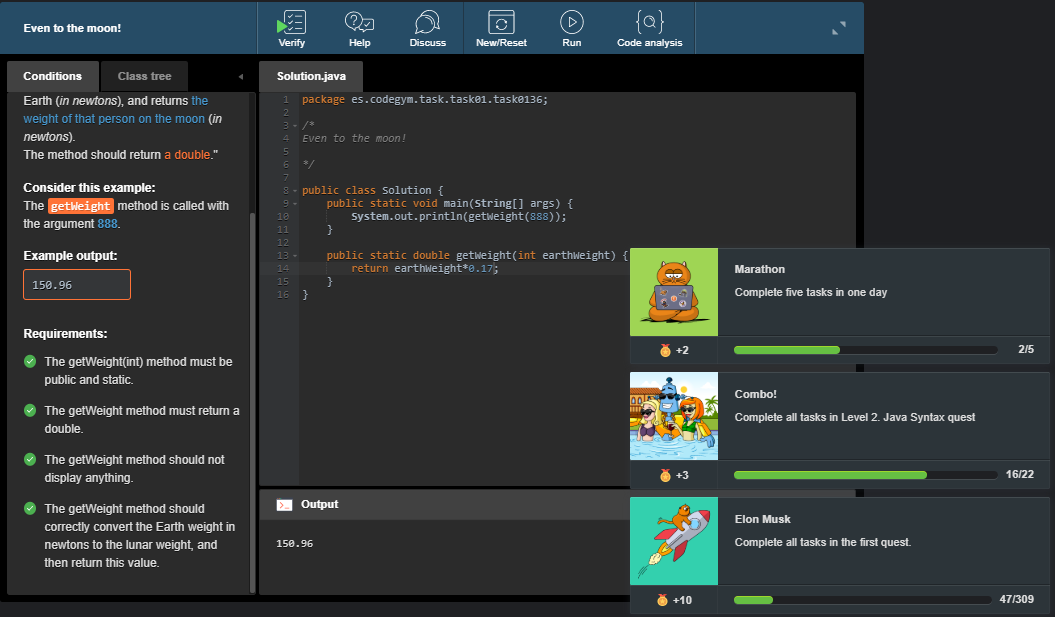 Even to the moon!
Verify
Help
Discuss
New/Reset
Run
Code analysis
Conditions
Class tree
Earth (in newtons), and returns the
weight of that person on the moon (in
newtons).
The method should return a double."
Consider this example:
The getWeight method is called with
the argument 888.
Example output:
150.96
Requirements:
The getWeight(int) method must be
public and static.
The getWeight method must return a
double.
The getWeight method should not
display anything.
The getWeight method should
correctly convert the Earth weight in
newtons to the lunar weight, and
then return this value.
Solution.java
1 package es.codegym.task.task01.task0136;
2
3 /*
4 Even to the moon!
5
6 */
7
8 public class Solution {
9 public static void main(String[] args) {
10 System.out.println(getWeight(888));
11 }
12
13 public static double getWeight(int earthWeight) {
14 return earthWeight*0.17;
15 }
16 }
Output
150.96
Marathon
Complete five tasks in one day
+2
2/5
Combo!
Complete all tasks in Level 2. Java Syntax quest
+3
16/22
Elon Musk
Complete all tasks in the first quest.
+10
47/309